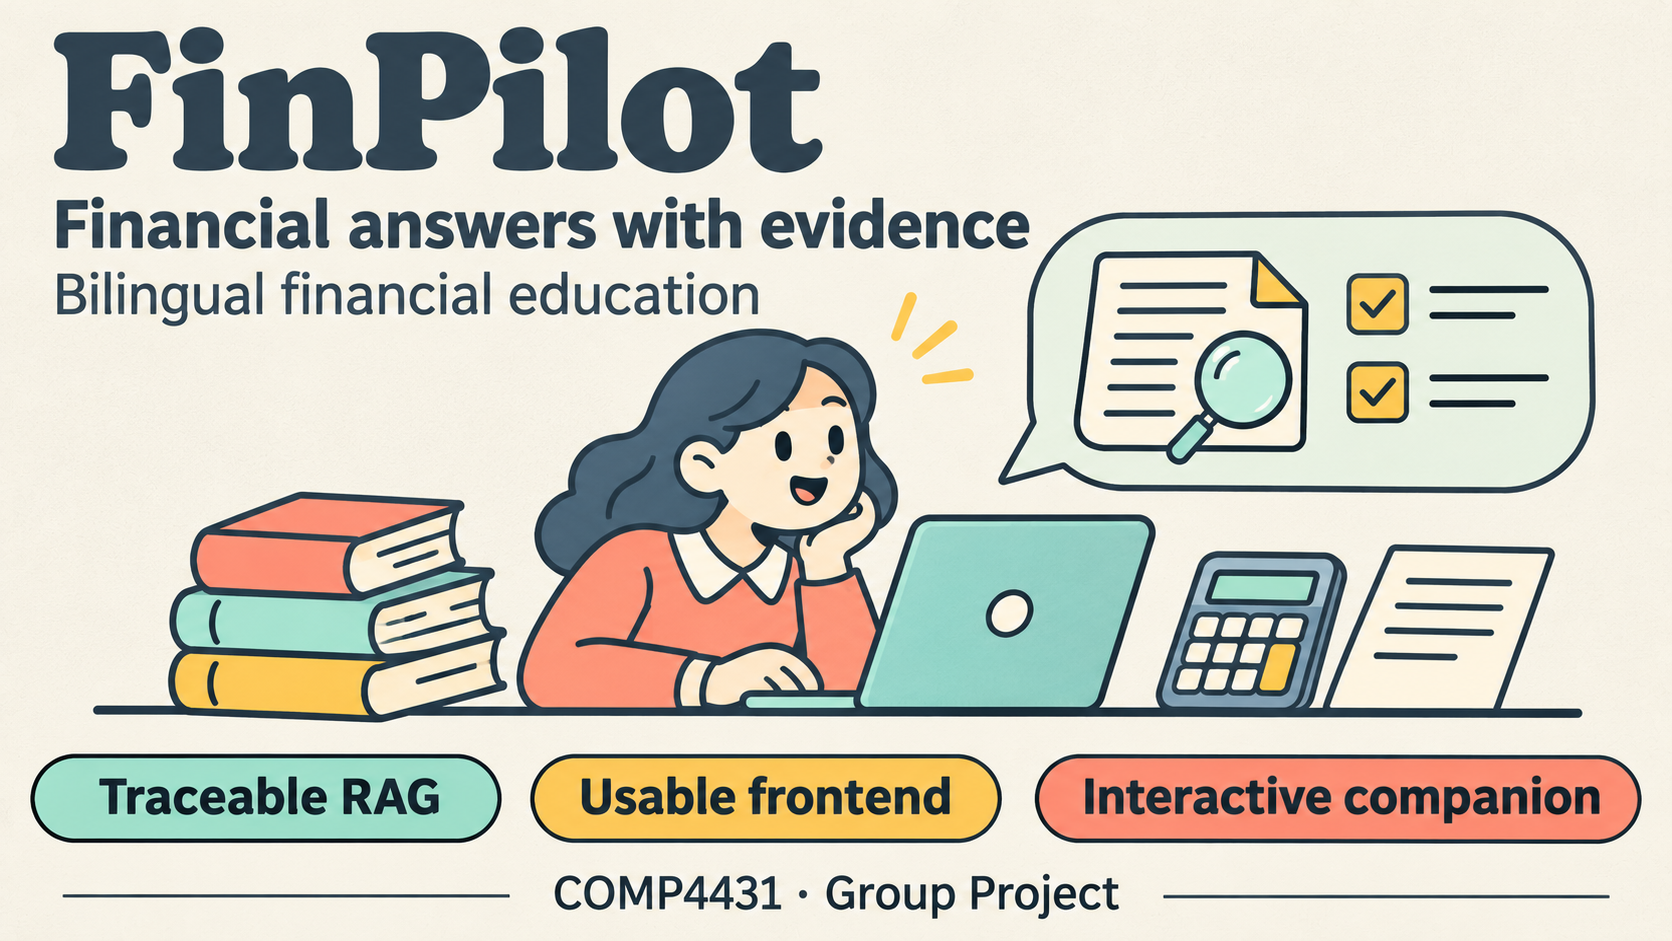 FinPilot
Financial answers with evidence
Bilingual financial education
Traceable RAG
Usable frontend
Interactive companion
COMP4431 · Group Project